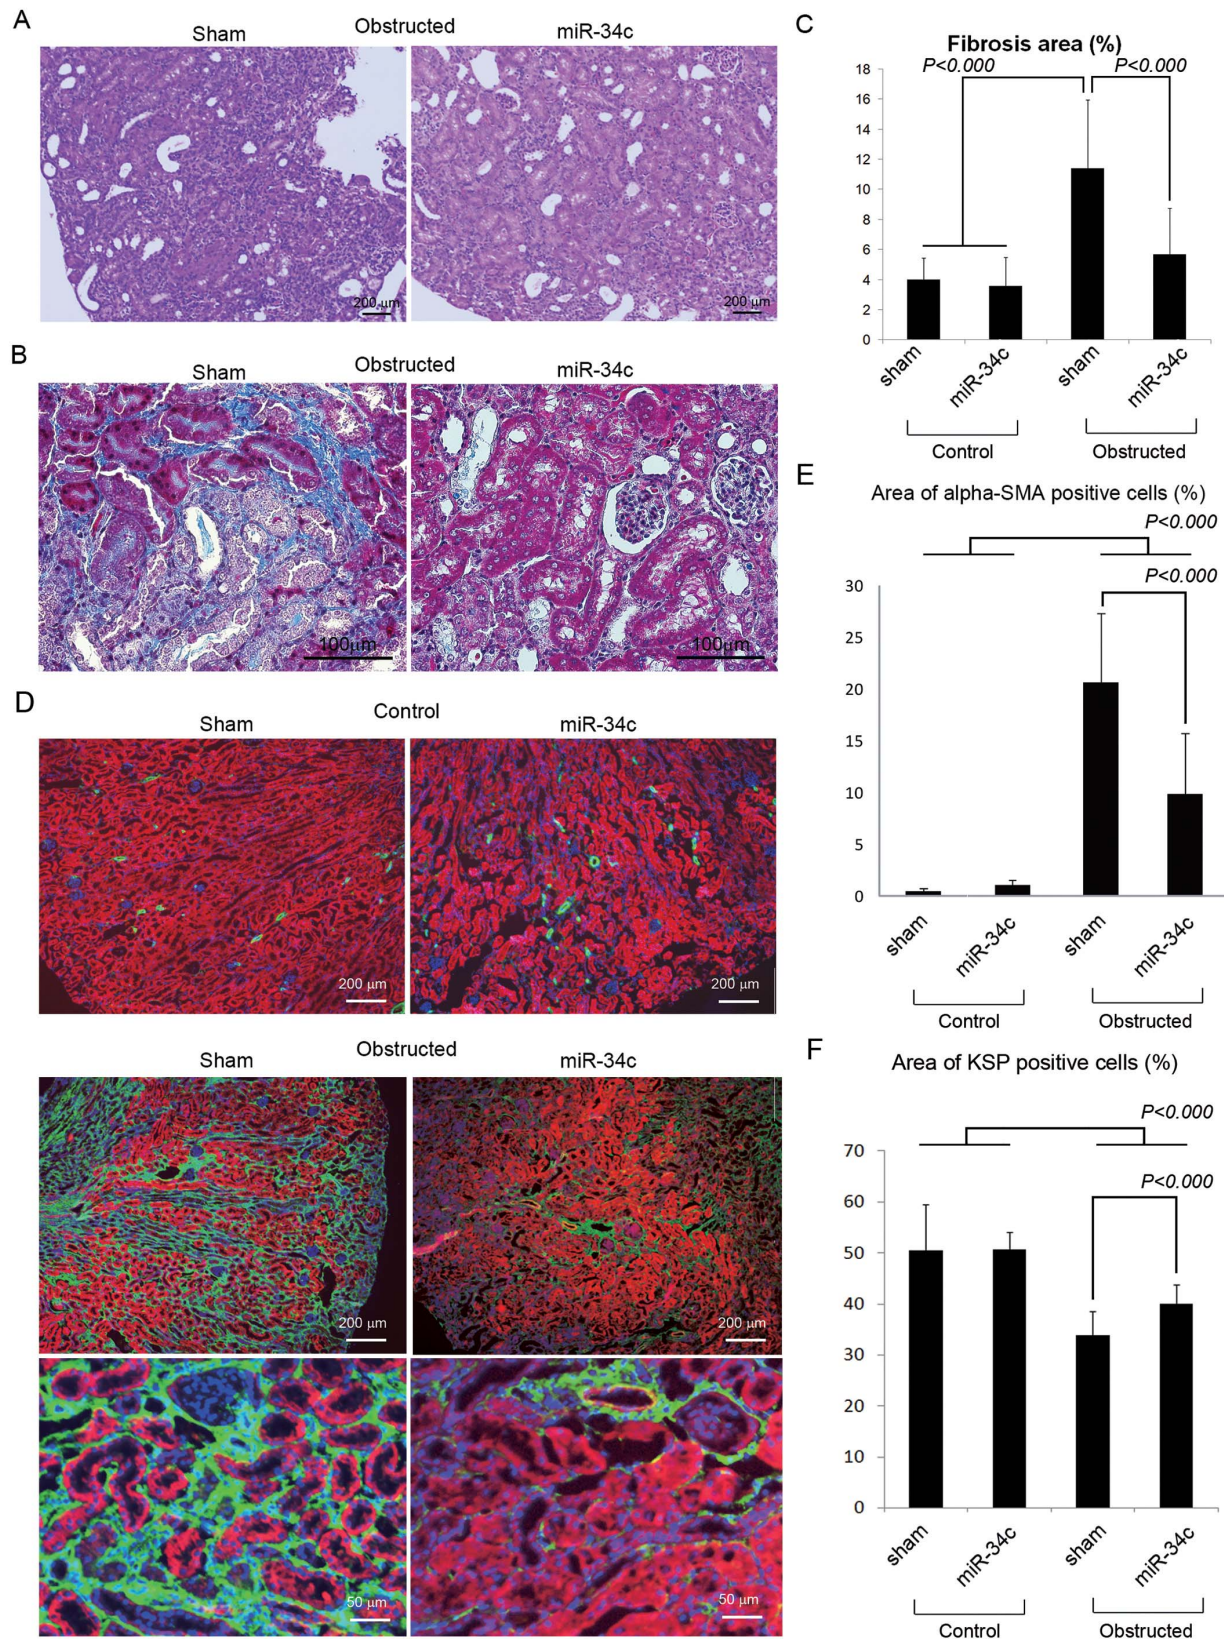 A
Sham
Obstructed
miR-34c
200 μm
200 μm
B
Sham
Obstructed
miR-34c
100μm
100μm
C
Fibrosis area (%)
P<0.000
P<0.000
18
16
14
12
10
8
6
4
2
0
sham
miR-34c
sham
miR-34c
Control
Obstructed
D
Sham
Control
miR-34c
200 μm
200 μm
Sham
Obstructed
miR-34c
200 μm
200 μm
50 μm
50 μm
E
Area of alpha-SMA positive cells (%)
P<0.000
P<0.000
30
25
20
15
10
5
0
sham
miR-34c
sham
miR-34c
Control
Obstructed
F
Area of KSP positive cells (%)
P<0.000
P<0.000
70
60
50
40
30
20
10
0
sham
miR-34c
sham
miR-34c
Control
Obstructed